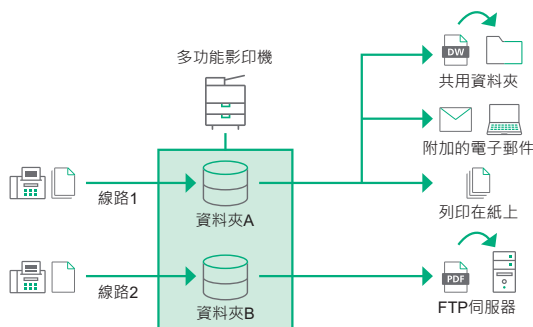 多功能影印機
DW
共用資料夾
附加的電子郵件
線路1
資料夾A
列印在紙上
線路2
資料夾B
PDF
FTP伺服器